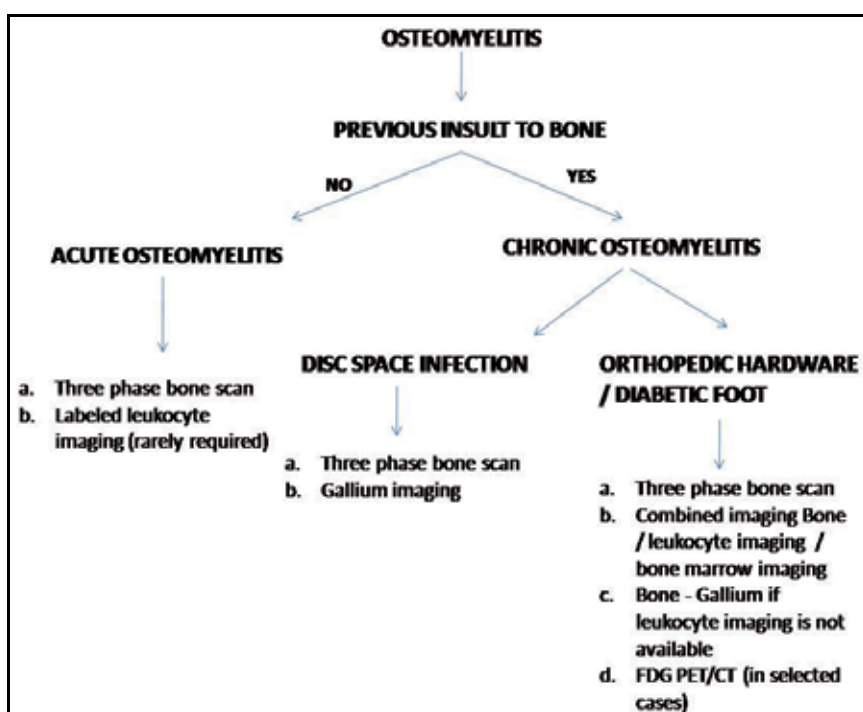 OSTEOMYELITIS
PREVIOUS INSULT TO BONE
NO
YES
ACUTE OSTEOMYELITIS
CHRONIC OSTEOMYELITIS
a. Three phase bone scan
b. Labeled leukocyte
imaging (rarely required)
DISC SPACE INFECTION
a. Three phase bone scan
b. Gallium imaging
ORTHOPEDIC HARDWARE
/ DIABETIC FOOT
a. Three phase bone scan
b. Combined imaging Bone
/ leukocyte imaging /
bone marrow imaging
c. Bone - Gallium if
leukocyte imaging is not
available
d. FDG PET/CT (in selected
cases)